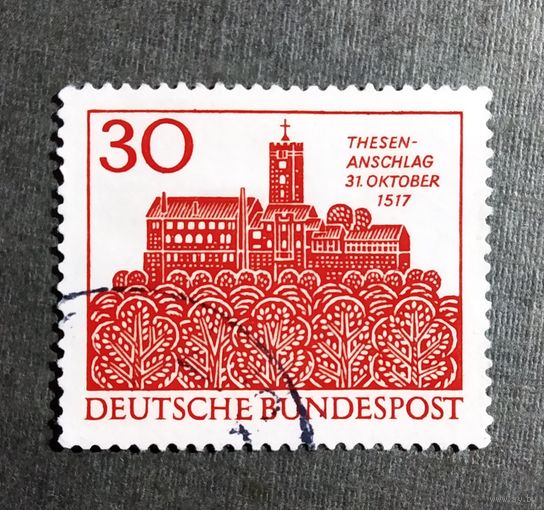 30
THESEN-
ANSCHLAG
31. OKTOBER
1517
DEUTSCHE BUNDESPOST